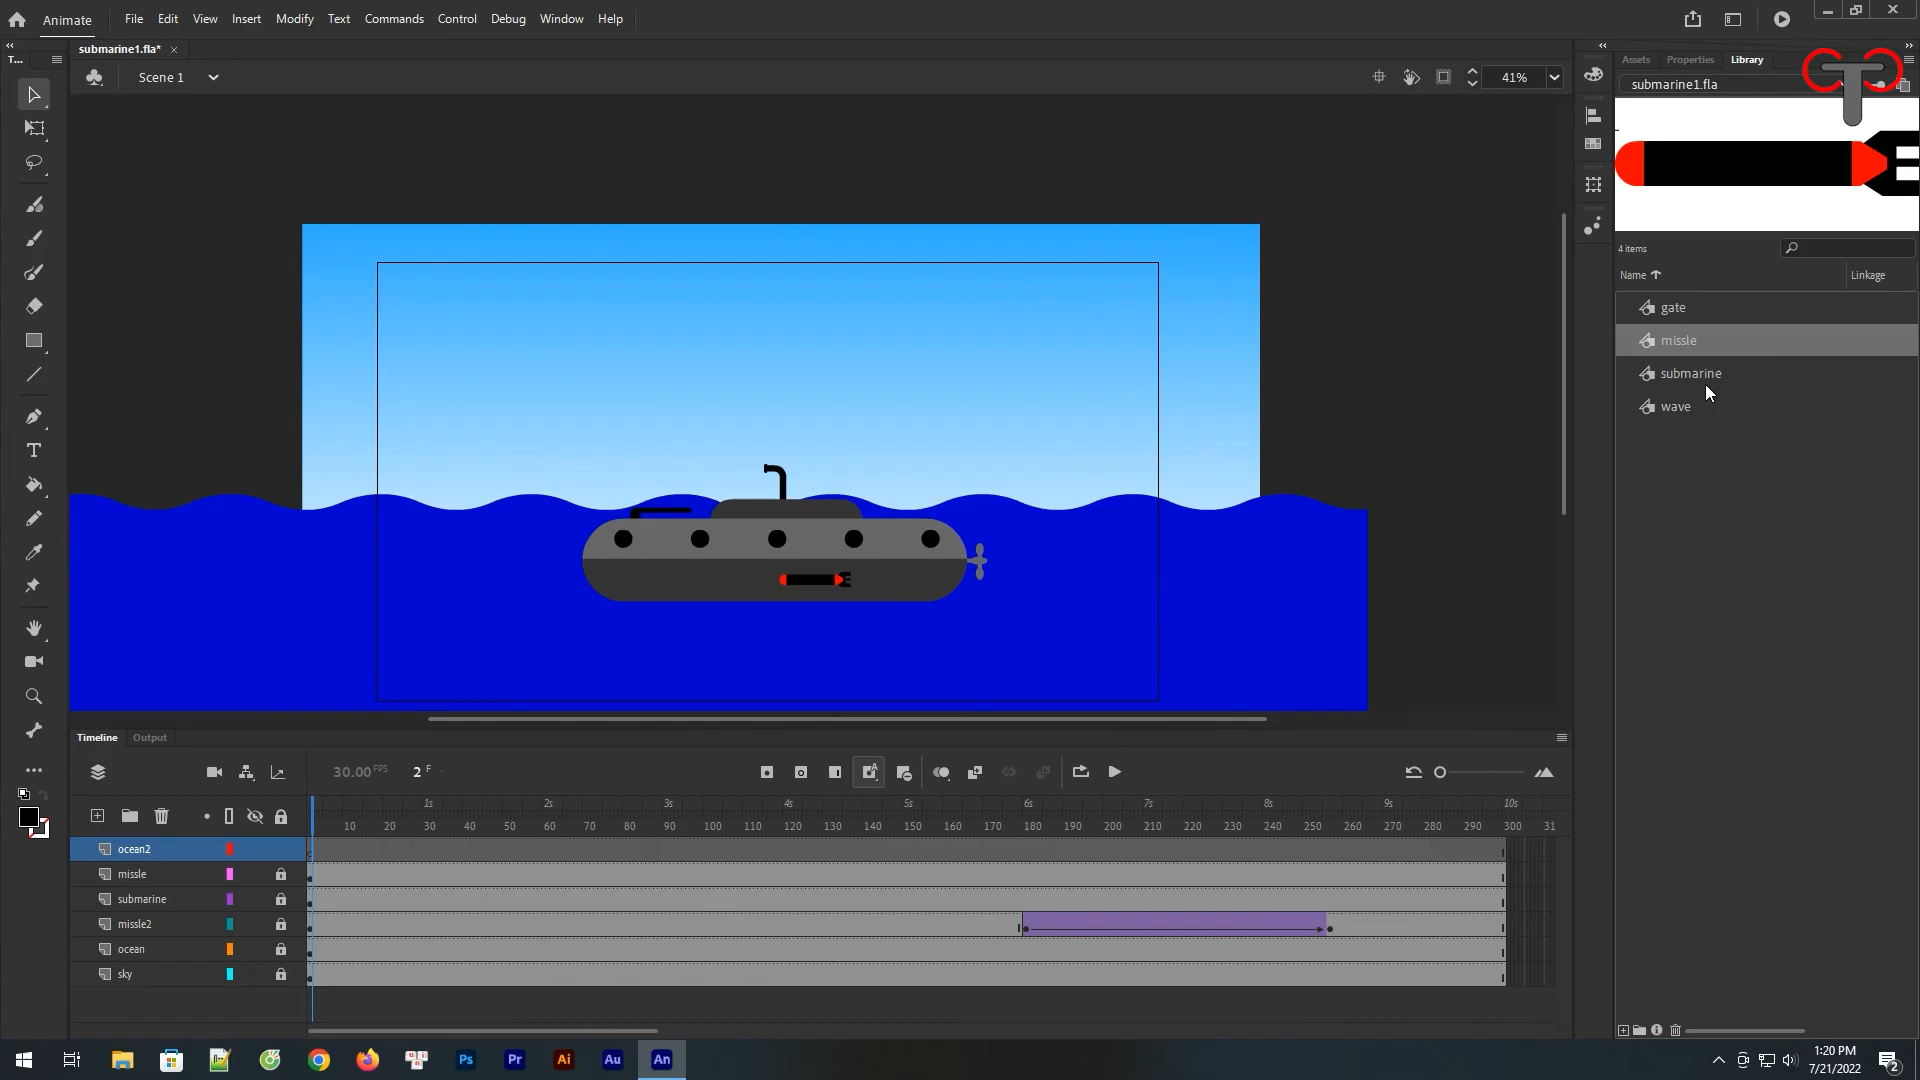 Animate File Edit View Insert Modify Text Commands Control Debug Window Help
submarine1.fla*
T...
Assets Properties Library
Scene 1
41%
submarine1.fla
4 items
Name Linkage
gate
missle
submarine
wave
Timeline Output
30.00 FPS 2 F
1s 2s 3s 4s 5s 6s 7s 8s 9s 10s
10 20 30 40 50 60 70 80 90 100 110 120 130 140 150 160 170 180 190 200 210 220 230 240 250 260 270 280 290 300 31
ocean2
missle
submarine
missle2
ocean
sky
Ps Pr Ai Au An
1:20 PM
7/21/2022
2